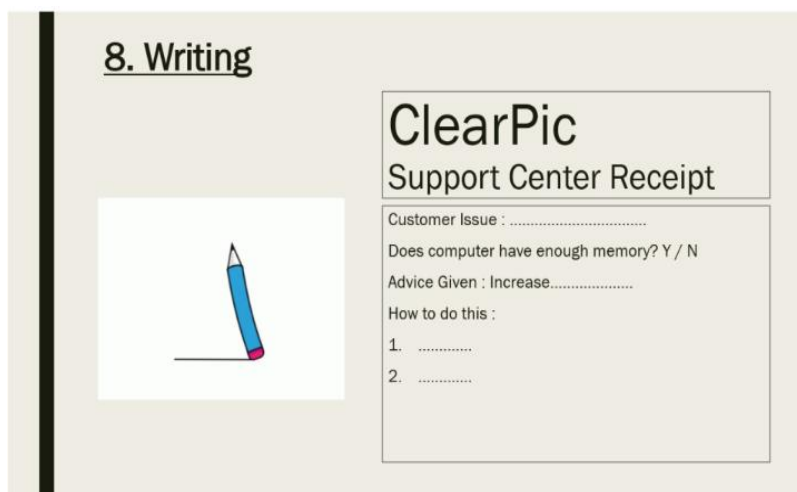 8. Writing
ClearPic
Support Center Receipt
Customer Issue : .................................
Does computer have enough memory? Y / N
Advice Given : Increase....................
How to do this :
1. .............
2. .............